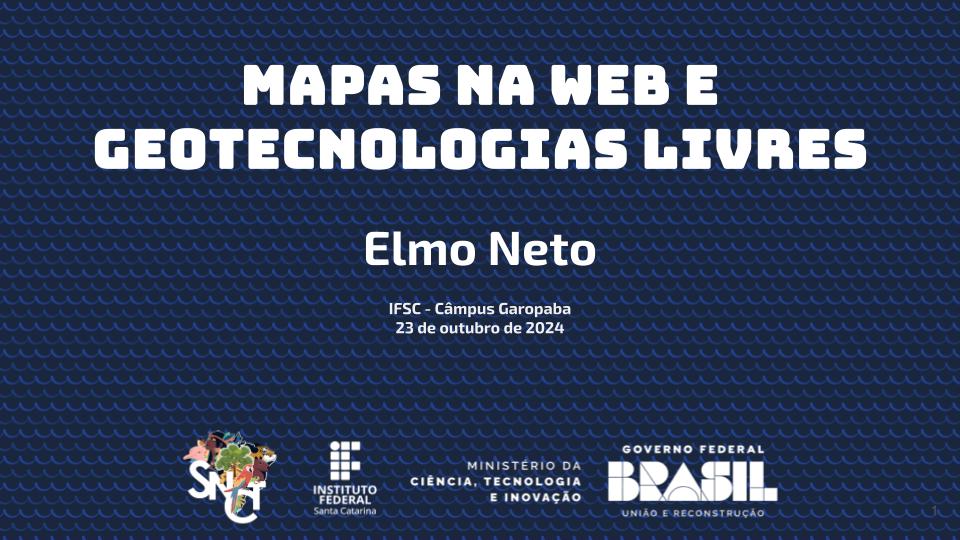 MAPAS NA WEB E
GEOTECNOLOGIAS LIVRES
Elmo Neto
IFSC - Câmpus Garopaba
23 de outubro de 2024
SNCT
INSTITUTO
FEDERAL
Santa Catarina
MINISTÉRIO DA
CIÊNCIA, TECNOLOGIA
E INOVAÇÃO
GOVERNO FEDERAL
BRASIL
UNIÃO E RECONSTRUÇÃO
1